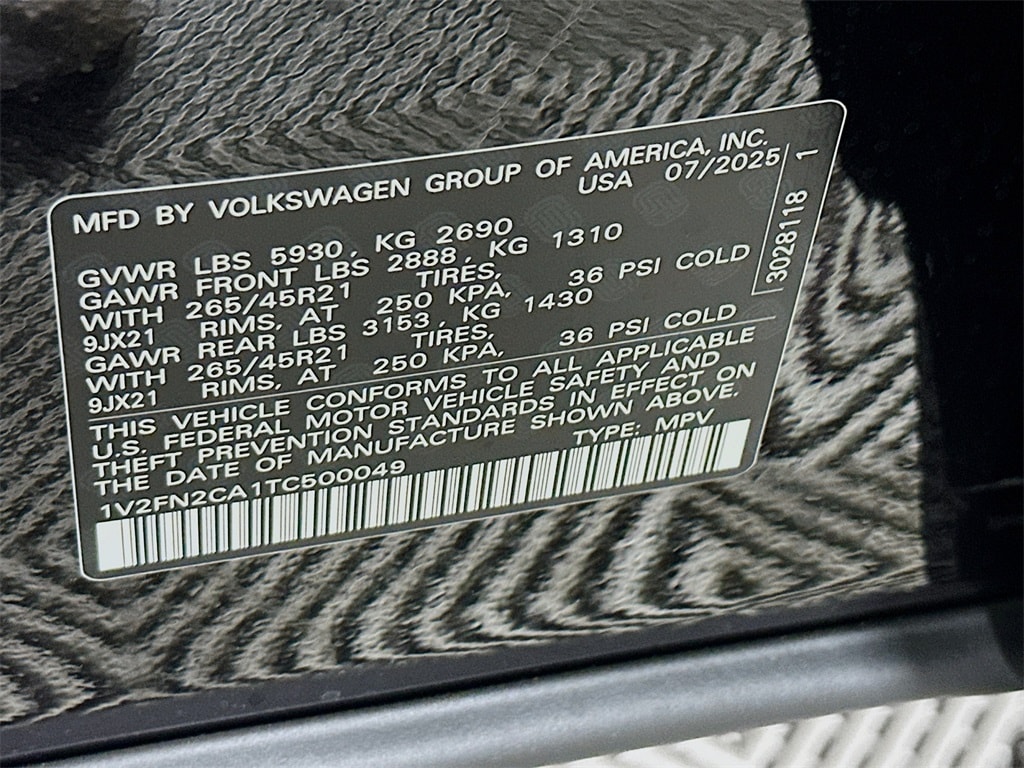 MFD BY VOLKSWAGEN GROUP OF AMERICA, INC.
USA 07/2025
GVWR LBS 5930, KG 2690
GAWR FRONT LBS 2888, KG 1310
WITH 265/45R21 TIRES,
9JX21 RIMS, AT 250 KPA, 36 PSI COLD
GAWR REAR LBS 3153, KG 1430
WITH 265/45R21 TIRES,
9JX21 RIMS, AT 250 KPA, 36 PSI COLD
THIS VEHICLE CONFORMS TO ALL APPLICABLE
U.S. FEDERAL MOTOR VEHICLE SAFETY AND
THEFT PREVENTION STANDARDS IN EFFECT ON
THE DATE OF MANUFACTURE SHOWN ABOVE.
1V2FN2CA1TC500049 TYPE: MPV
3028118 1